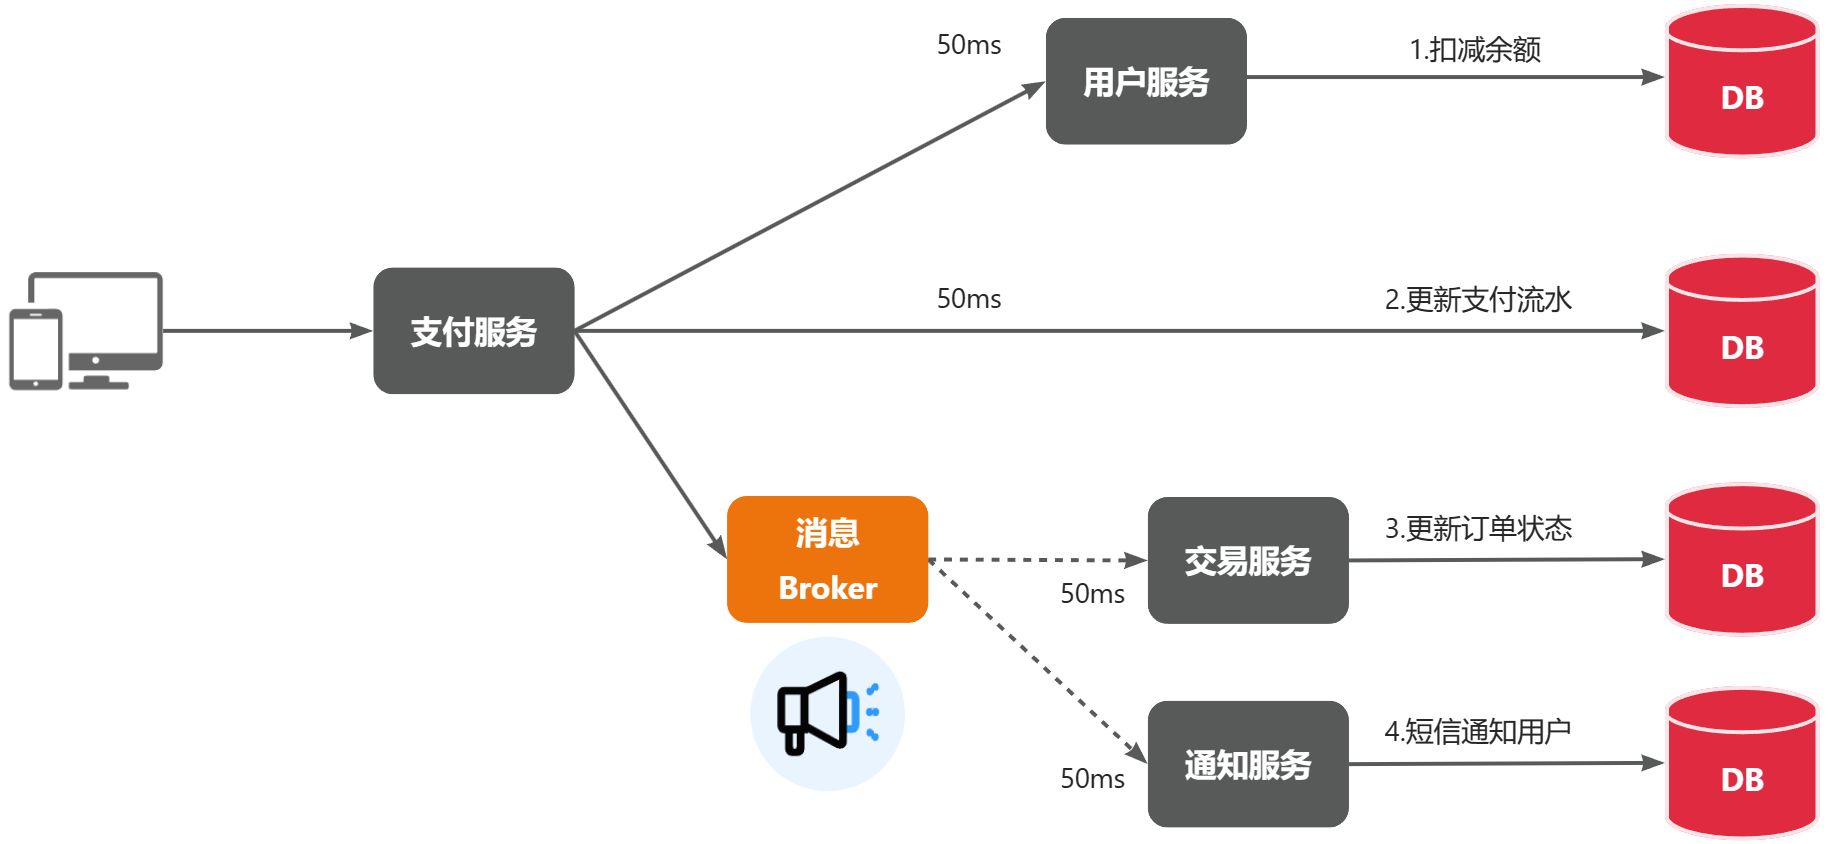 50ms
用户服务
1.扣减余额
DB
支付服务
50ms
2.更新支付流水
DB
消息
Broker
50ms
交易服务
3.更新订单状态
DB
50ms
通知服务
4.短信通知用户
DB